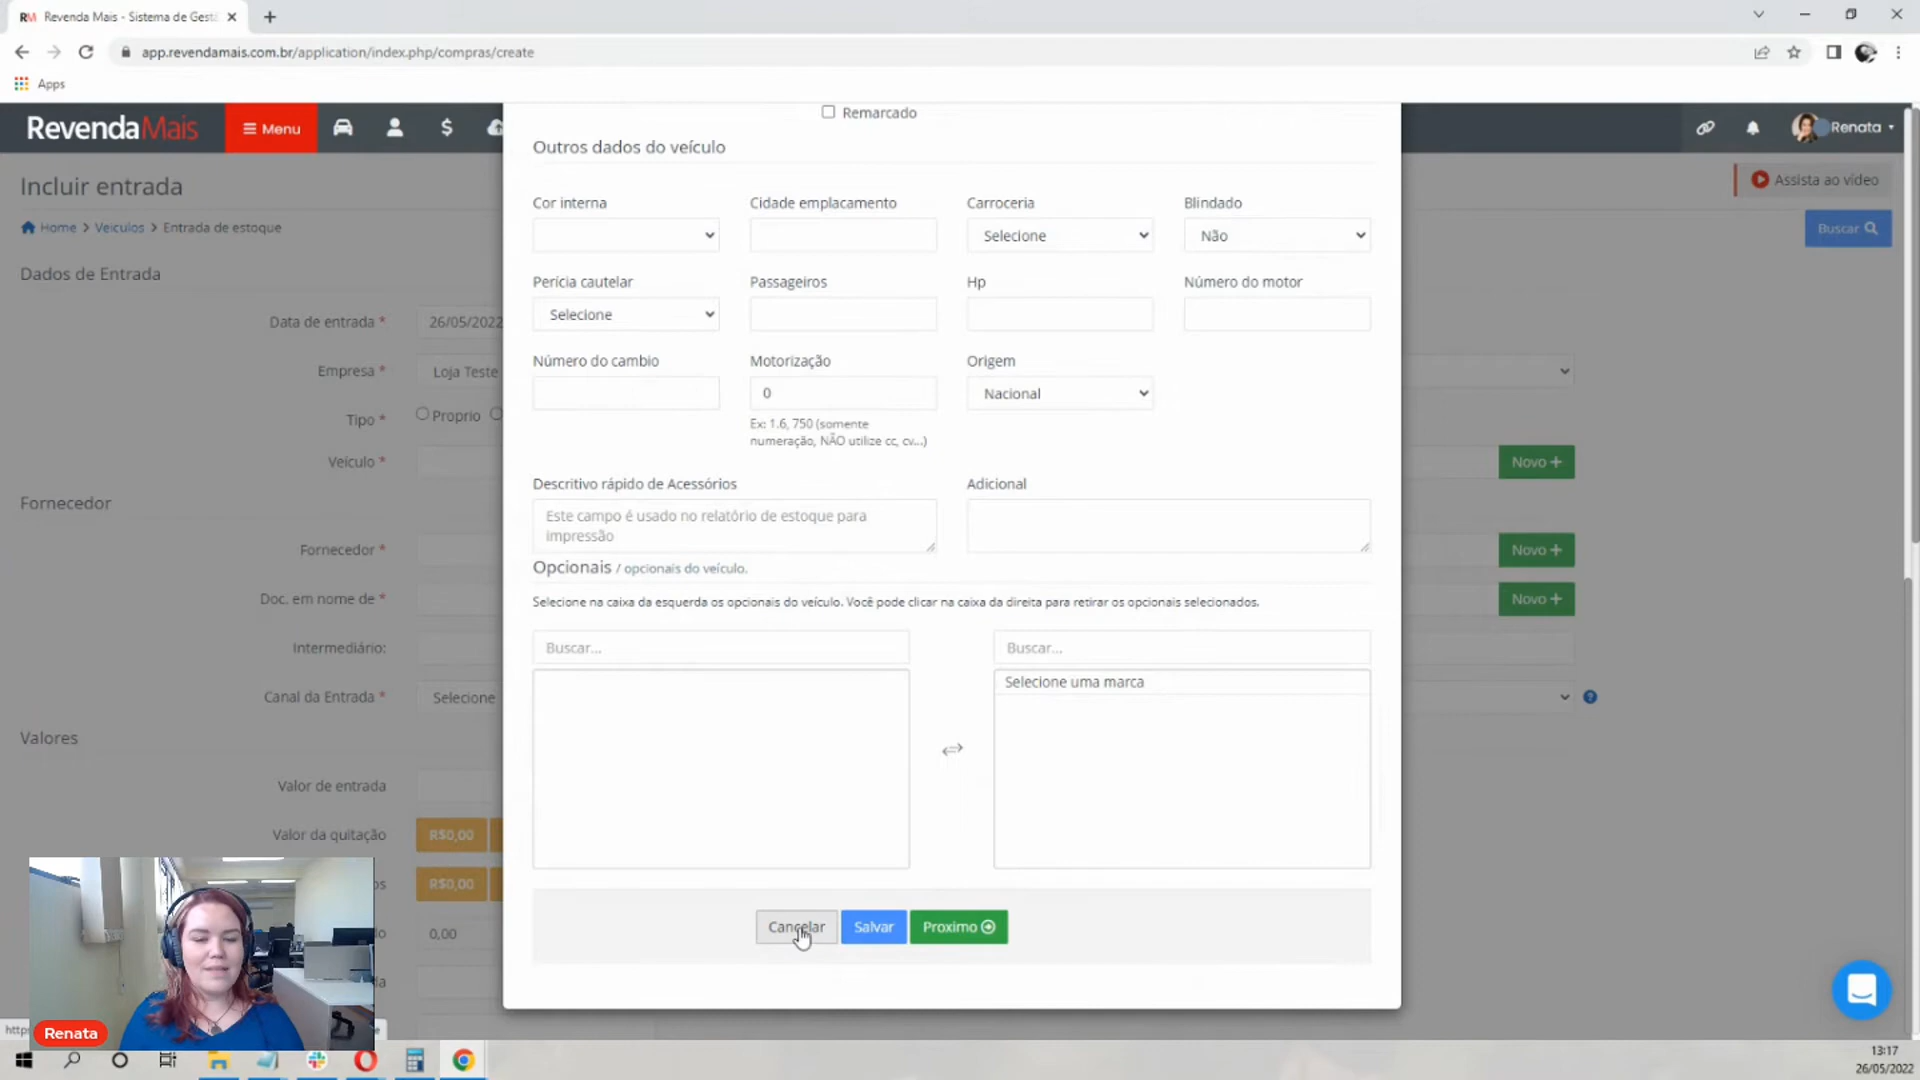 RM Revenda Mais - Sistema de Gest
app.revendamais.com.br/application/index.php/compras/create
Apps
RevendaMais
Menu
$
Renata
Incluir entrada
Assista ao vídeo
Home > Veiculos > Entrada de estoque
Buscar
Dados de Entrada
Data de entrada *
26/05/2022
Empresa *
Loja Teste
Tipo *
Proprio
Veículo *
Novo +
Fornecedor
Fornecedor *
Novo +
Doc. em nome de *
Novo +
Intermediário:
Canal da Entrada *
Selecione
?
Valores
Valor de entrada
Valor da quitação
R$0,00
os
R$0,00
0,00
Remarcado
Outros dados do veículo
Cor interna
Cidade emplacamento
Carroceria
Blindado
Selecione
Não
Perícia cautelar
Passageiros
Hp
Número do motor
Selecione
Número do cambio
Motorização
Origem
0
Nacional
Ex: 1.6, 750 (somente
numeração, NÃO utilize cc, cv...)
Descritivo rápido de Acessórios
Adicional
Este campo é usado no relatório de estoque para
impressão
Opcionais / opcionais do veículo.
Selecione na caixa da esquerda os opcionais do veículo. Você pode clicar na caixa da direita para retirar os opcionais selecionados.
Buscar...
Buscar...
Selecione uma marca
Cancelar
Salvar
Proximo
Renata
http
13:17
26/05/2022